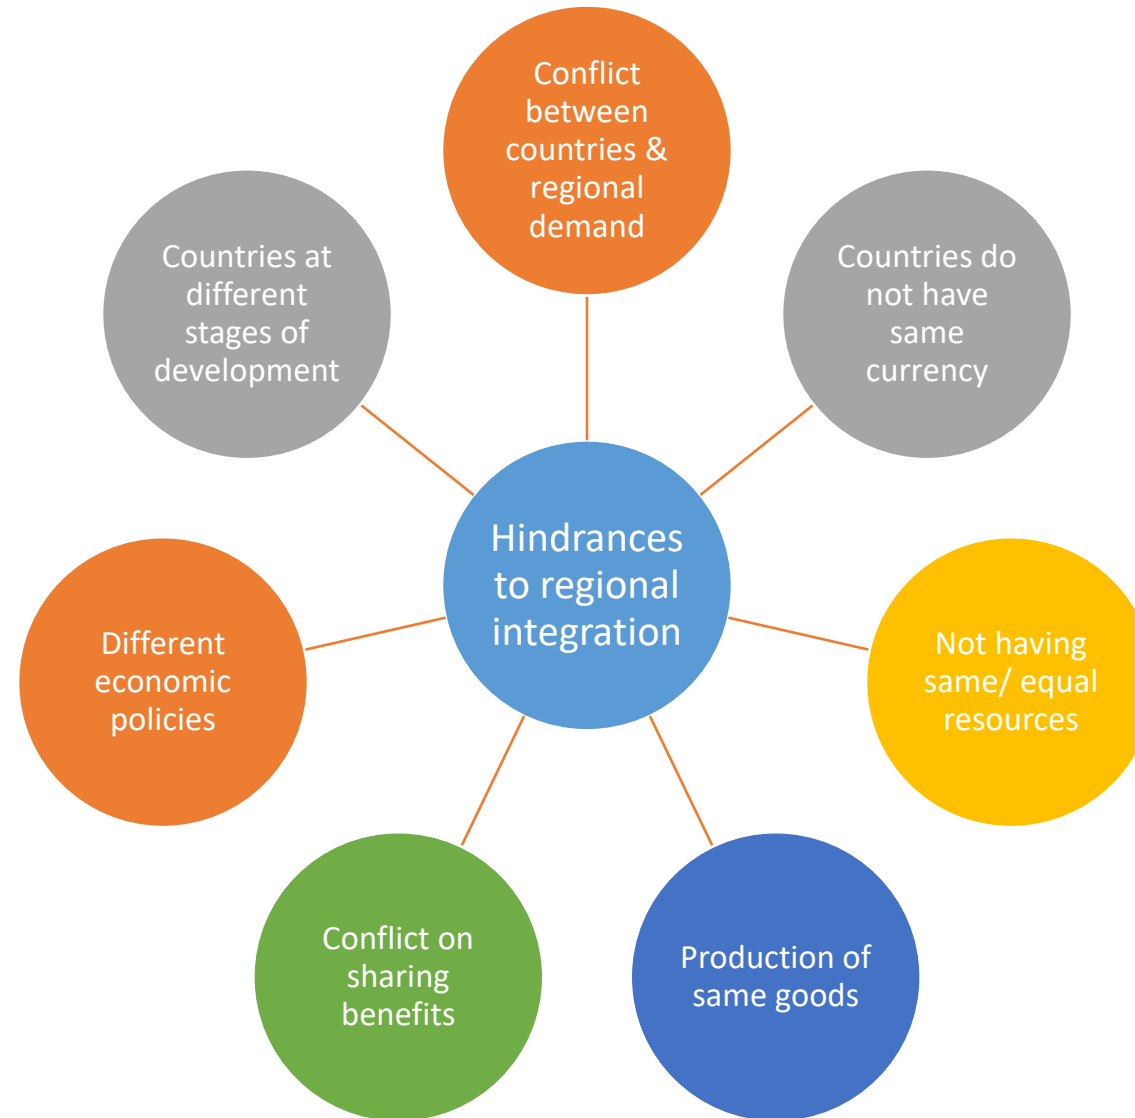 Conflict
between
countries &
regional
demand
Countries at
different
stages of
development
Countries do
not have
same
currency
Hindrances
to regional
integration
Different
economic
policies
Not having
same/ equal
resources
Conflict on
sharing
benefits
Production of
same goods